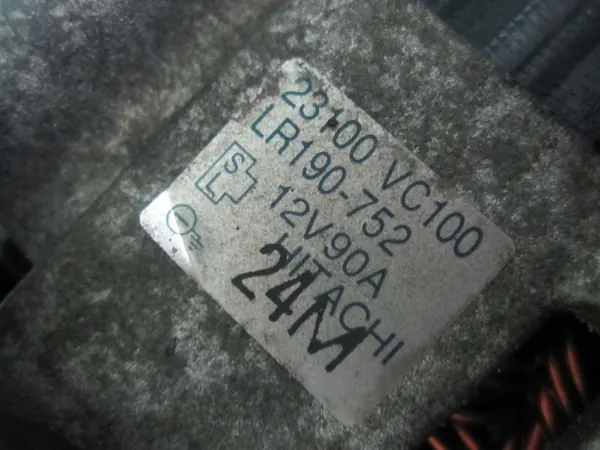 23100 VC100
LR190-752
S
L
12V90A
HITACHI
24M